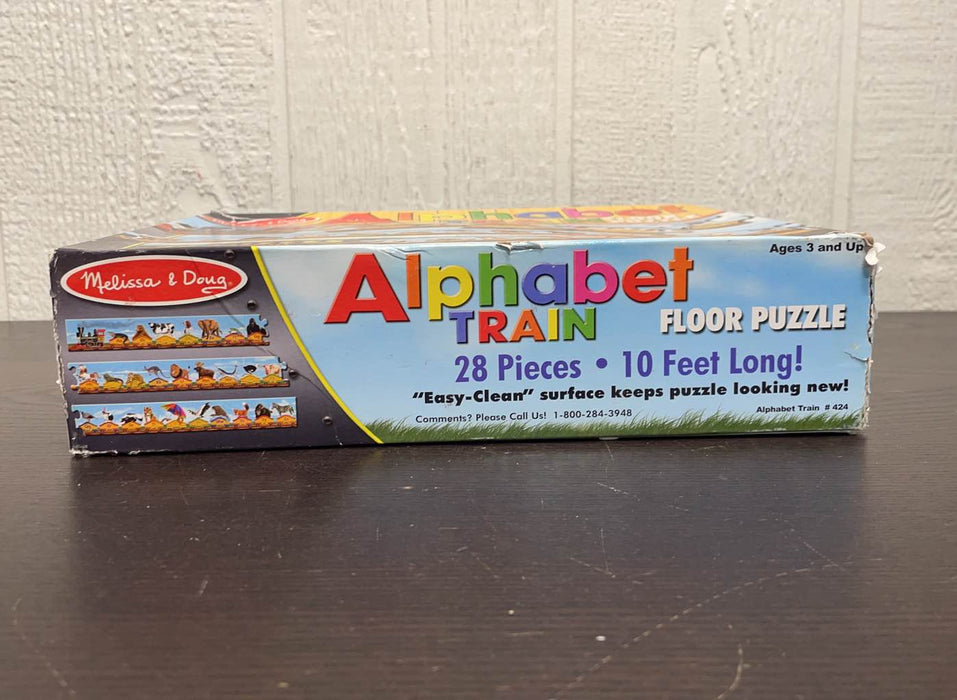 Alphabet
Melissa & Doug
Ages 3 and Up
Alphabet
TRAIN
FLOOR PUZZLE
28 Pieces • 10 Feet Long!
"Easy-Clean" surface keeps puzzle looking new!
Comments? Please Call Us! 1-800-284-3948
Alphabet Train # 424